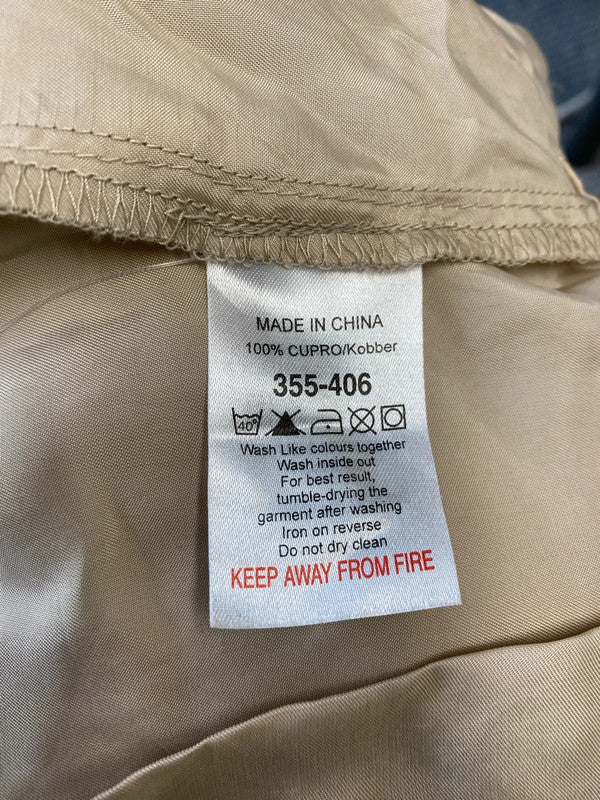 MADE IN CHINA
100% CUPRO/Kobber
355-406
40°
Wash Like colours together
Wash inside out
For best result,
tumble-drying the
garment after washing
Iron on reverse
Do not dry clean
KEEP AWAY FROM FIRE